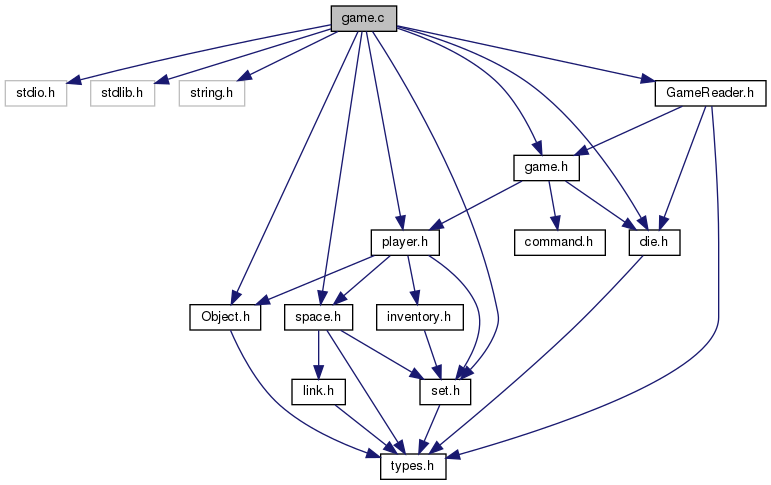 game.c
stdio.h
stdlib.h
string.h
GameReader.h
game.h
player.h
command.h
die.h
Object.h
space.h
inventory.h
link.h
set.h
types.h